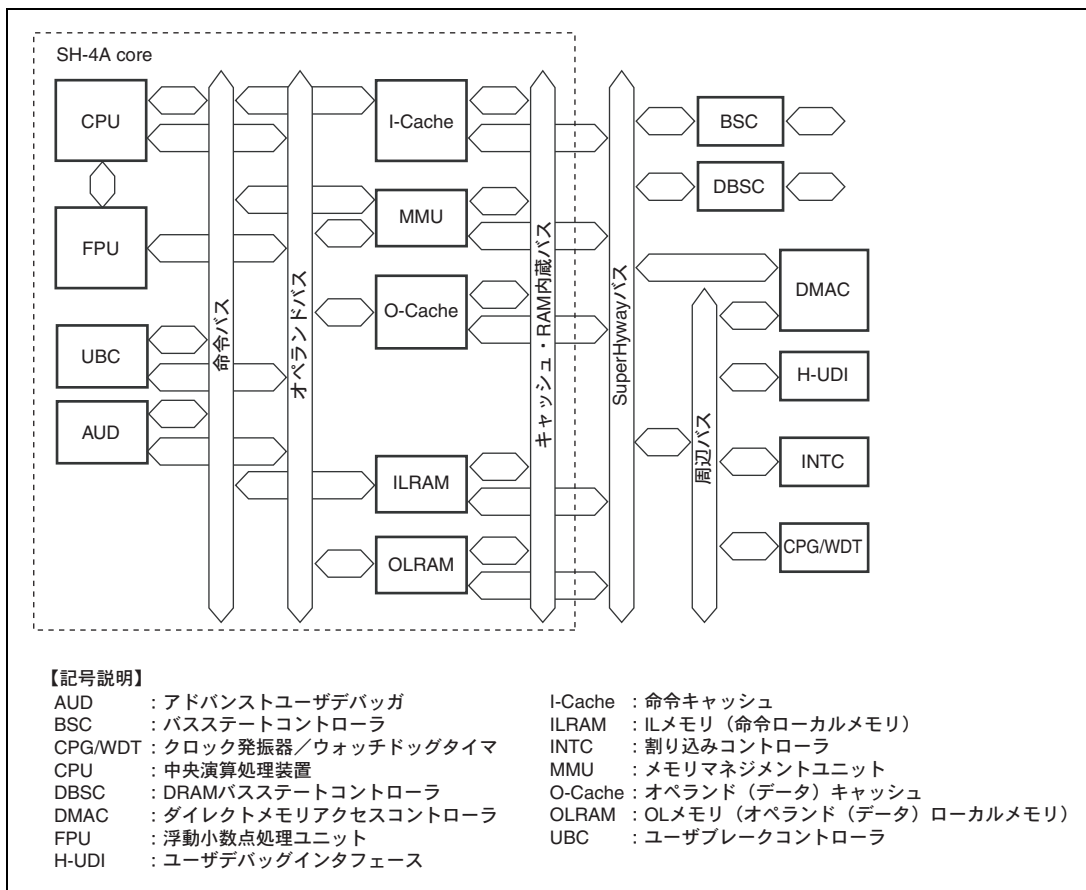 SH-4A core
CPU
I-Cache
BSC
DBSC
MMU
FPU
DMAC
O-Cache
UBC
H-UDI
AUD
INTC
ILRAM
CPG/WDT
OLRAM
命令バス
オペランドバス
キャッシュ・RAM内蔵バス
SuperHywayバス
周辺バス
【記号説明】
AUD :アドバンストユーザデバッガ
BSC :バスステートコントローラ
CPG/WDT :クロック発振器/ウォッチドッグタイマ
CPU :中央演算処理装置
DBSC :DRAMバスステートコントローラ
DMAC :ダイレクトメモリアクセスコントローラ
FPU :浮動小数点処理ユニット
H-UDI :ユーザデバッグインタフェース
I-Cache :命令キャッシュ
ILRAM :ILメモリ(命令ローカルメモリ)
INTC :割り込みコントローラ
MMU :メモリマネジメントユニット
O-Cache :オペランド(データ)キャッシュ
OLRAM :OLメモリ(オペランド(データ)ローカルメモリ)
UBC :ユーザブレークコントローラ